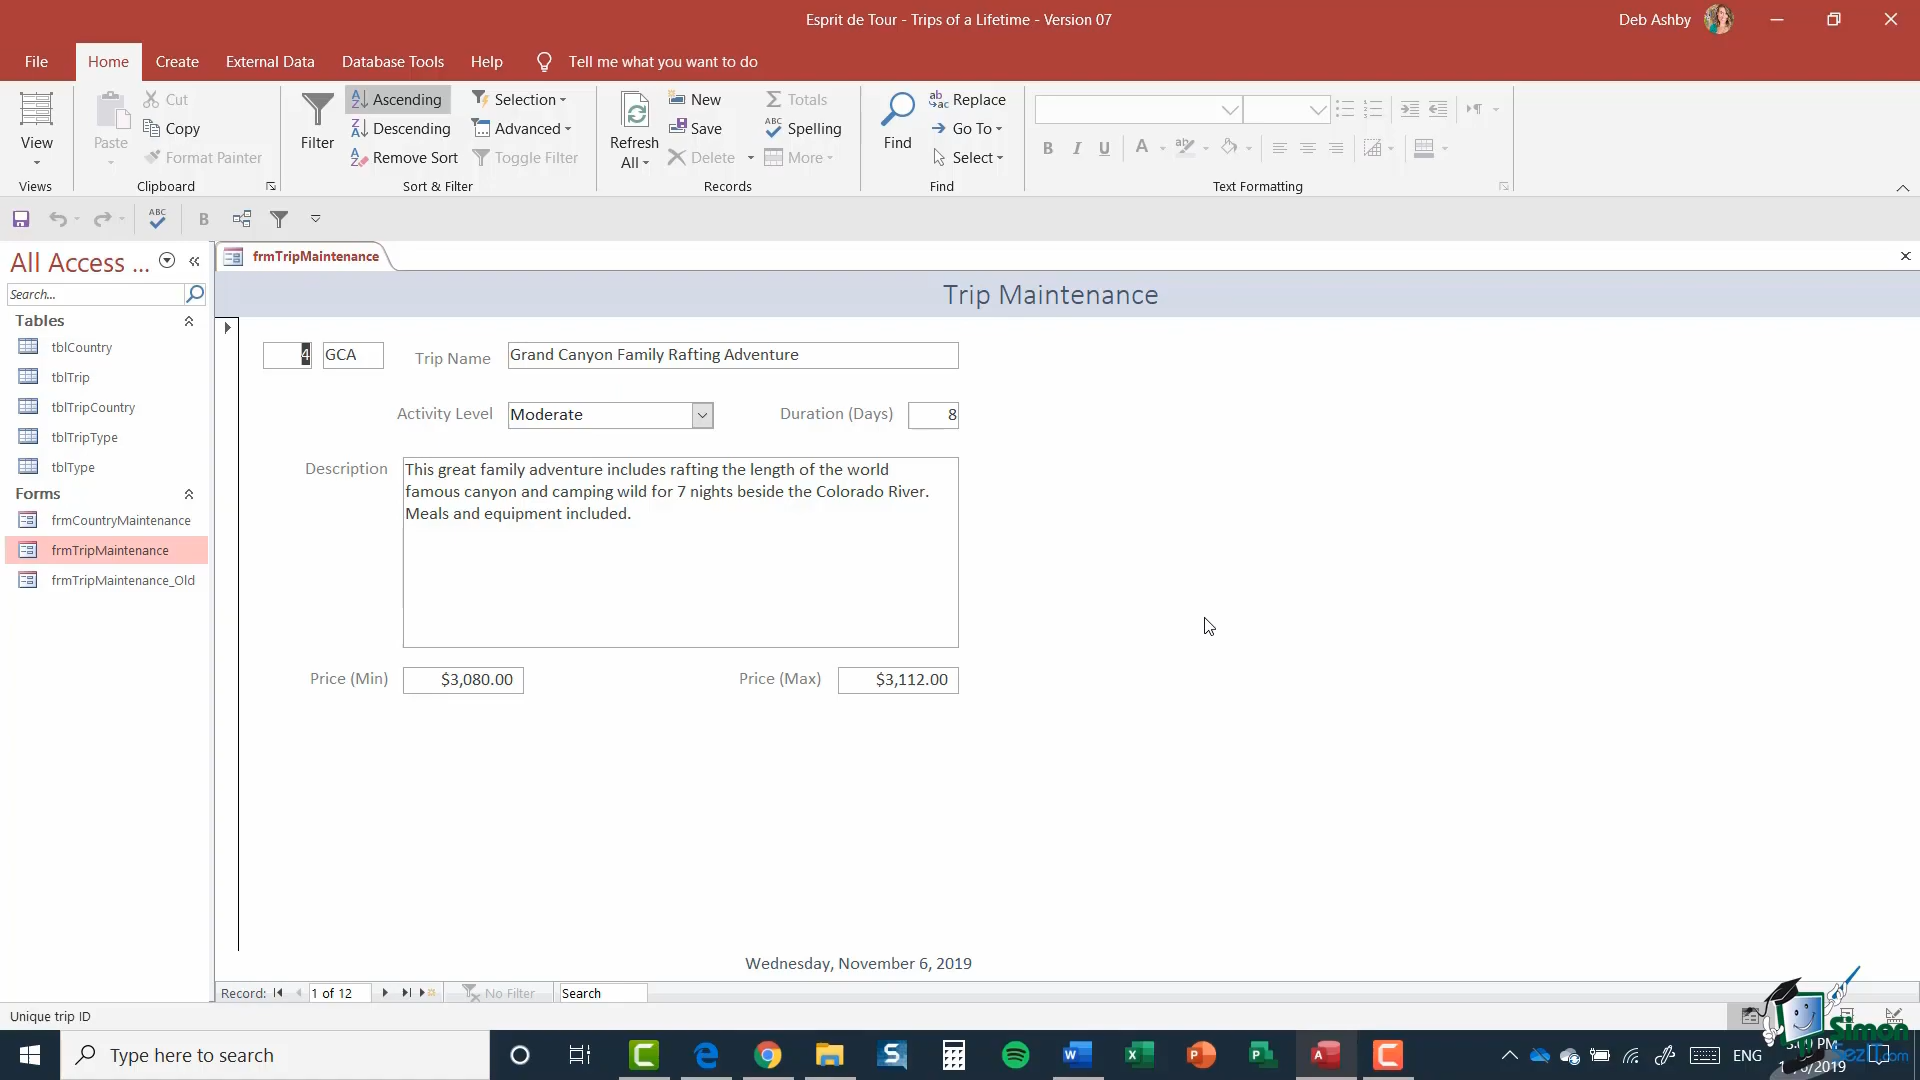 Esprit de Tour - Trips of a Lifetime - Version 07
Deb Ashby
File
Home
Create
External Data
Database Tools
Help
Tell me what you want to do
View
Views
Paste
Cut
Copy
Format Painter
Clipboard
Filter
Ascending
Descending
Remove Sort
Selection
Advanced
Toggle Filter
Sort & Filter
Refresh
All
New
Save
Delete
Totals
Spelling
More
Records
Find
Replace
Go To
Select
Find
B I U A
Text Formatting
All Access ...
Search...
Tables
tblCountry
tblTrip
tblTripCountry
tblTripType
tblType
Forms
frmCountryMaintenance
frmTripMaintenance
frmTripMaintenance_Old
frmTripMaintenance
Trip Maintenance
4
GCA
Trip Name
Grand Canyon Family Rafting Adventure
Activity Level
Moderate
Duration (Days)
8
Description
This great family adventure includes rafting the length of the world
famous canyon and camping wild for 7 nights beside the Colorado River.
Meals and equipment included.
Price (Min)
$3,080.00
Price (Max)
$3,112.00
Wednesday, November 6, 2019
Record:
1 of 12
No Filter
Search
Unique trip ID
Type here to search
ENG
PM
2019
Simon
SezIT.com